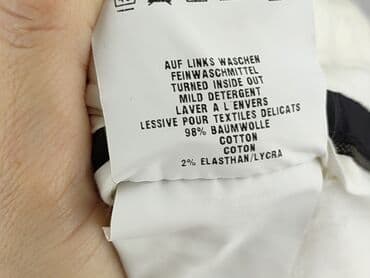 AUF LINKS WASCHEN
FEINWASCHMITTEL
TURNED INSIDE OUT
MILD DETERGENT
LAVER A L ENVERS
LESSIVE POUR TEXTILES DELICATS
98% BAUMWOLLE
COTTON
COTON
2% ELASTHAN/LYCRA